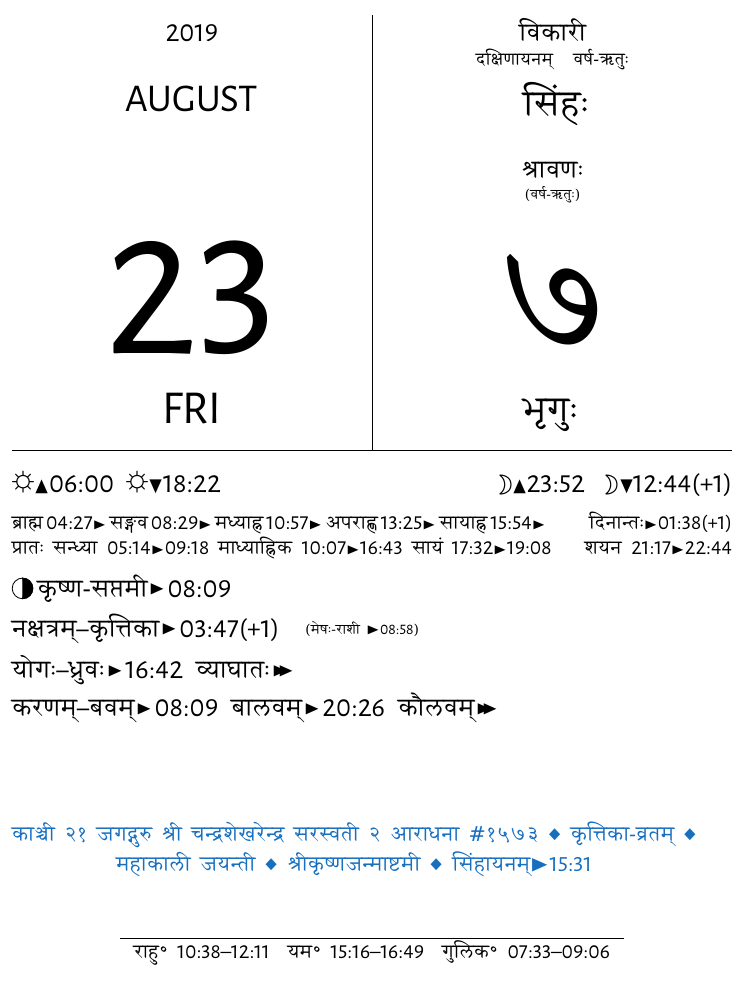 2019
AUGUST
23
FRI
विकारी
दक्षिणायनम् वर्ष-ऋतुः
सिंहः
श्रावणः
(वर्ष-ऋतुः)
७
भृगुः
☼▲06:00 ☼▼18:22 ☽▲23:52 ☽▼12:44(+1)
ब्राह्म 04:27► सङ्गव 08:29► मध्याह्न 10:57► अपराह्ण 13:25► सायाह्न 15:54► दिनान्तः►01:38(+1)
प्रातः सन्ध्या 05:14►09:18 माध्याह्निक 10:07►16:43 सायं 17:32►19:08 शयन 21:17►22:44
◑ कृष्ण-सप्तमी► 08:09
नक्षत्रम्–कृत्तिका► 03:47(+1) (मेषः-राशी ►08:58)
योगः–ध्रुवः►16:42 व्याघातः►►
करणम्–बवम्► 08:09 बालवम्►20:26 कौलवम्►►
काञ्ची २१ जगद्गुरु श्री चन्द्रशेखरेन्द्र सरस्वती २ आराधना #१५७३ ◆ कृत्तिका-व्रतम् ◆
महाकाली जयन्ती ◆ श्रीकृष्णजन्माष्टमी ◆ सिंहायनम्►15:31
राहु° 10:38–12:11 यम° 15:16–16:49 गुलिक° 07:33–09:06